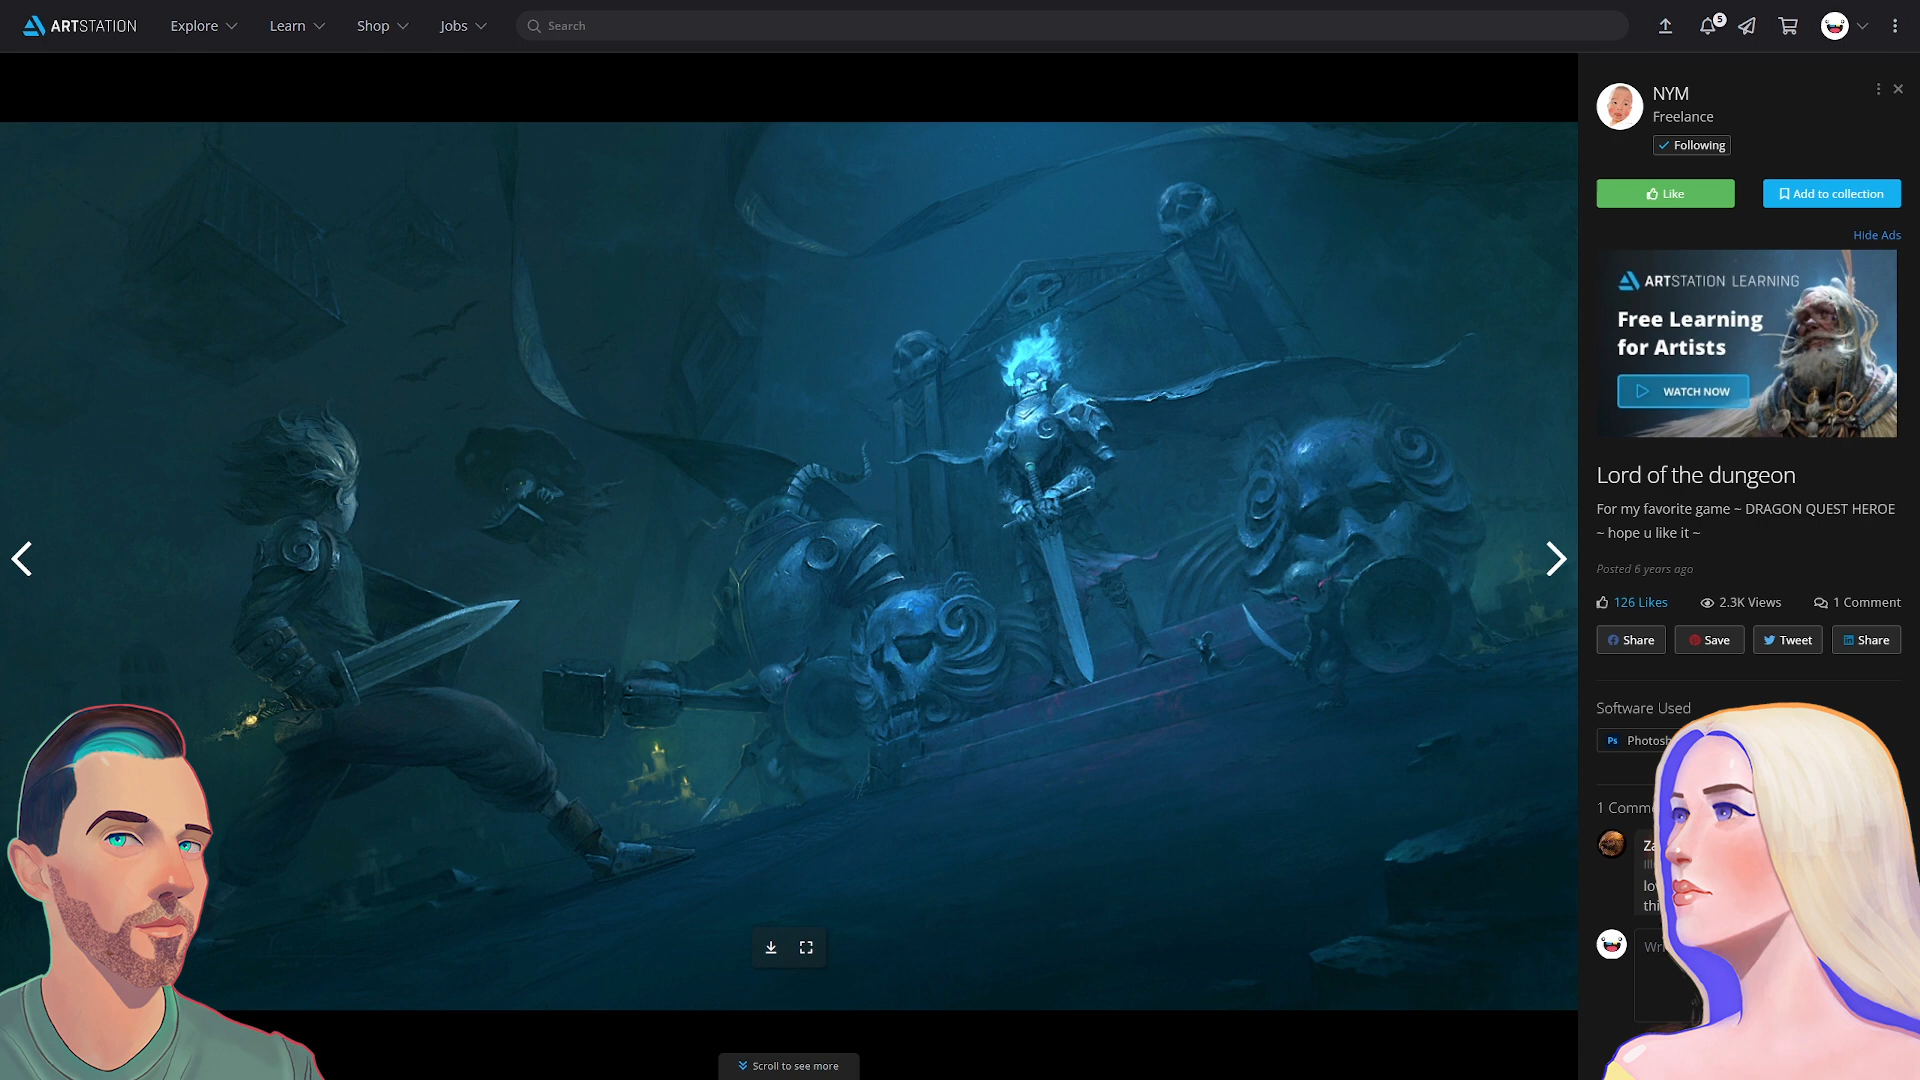 ARTSTATION
Explore
Learn
Shop
Jobs
Search
5
NYM
Freelance
Following
Like
Add to collection
Hide Ads
ARTSTATION LEARNING
Free Learning
for Artists
WATCH NOW
Lord of the dungeon
For my favorite game ~ DRAGON QUEST HEROE
~ hope u like it ~
Posted 6 years ago
126 Likes
2.3K Views
1 Comment
Share
Save
Tweet
Share
Software Used
Ps
1
Scroll to see more